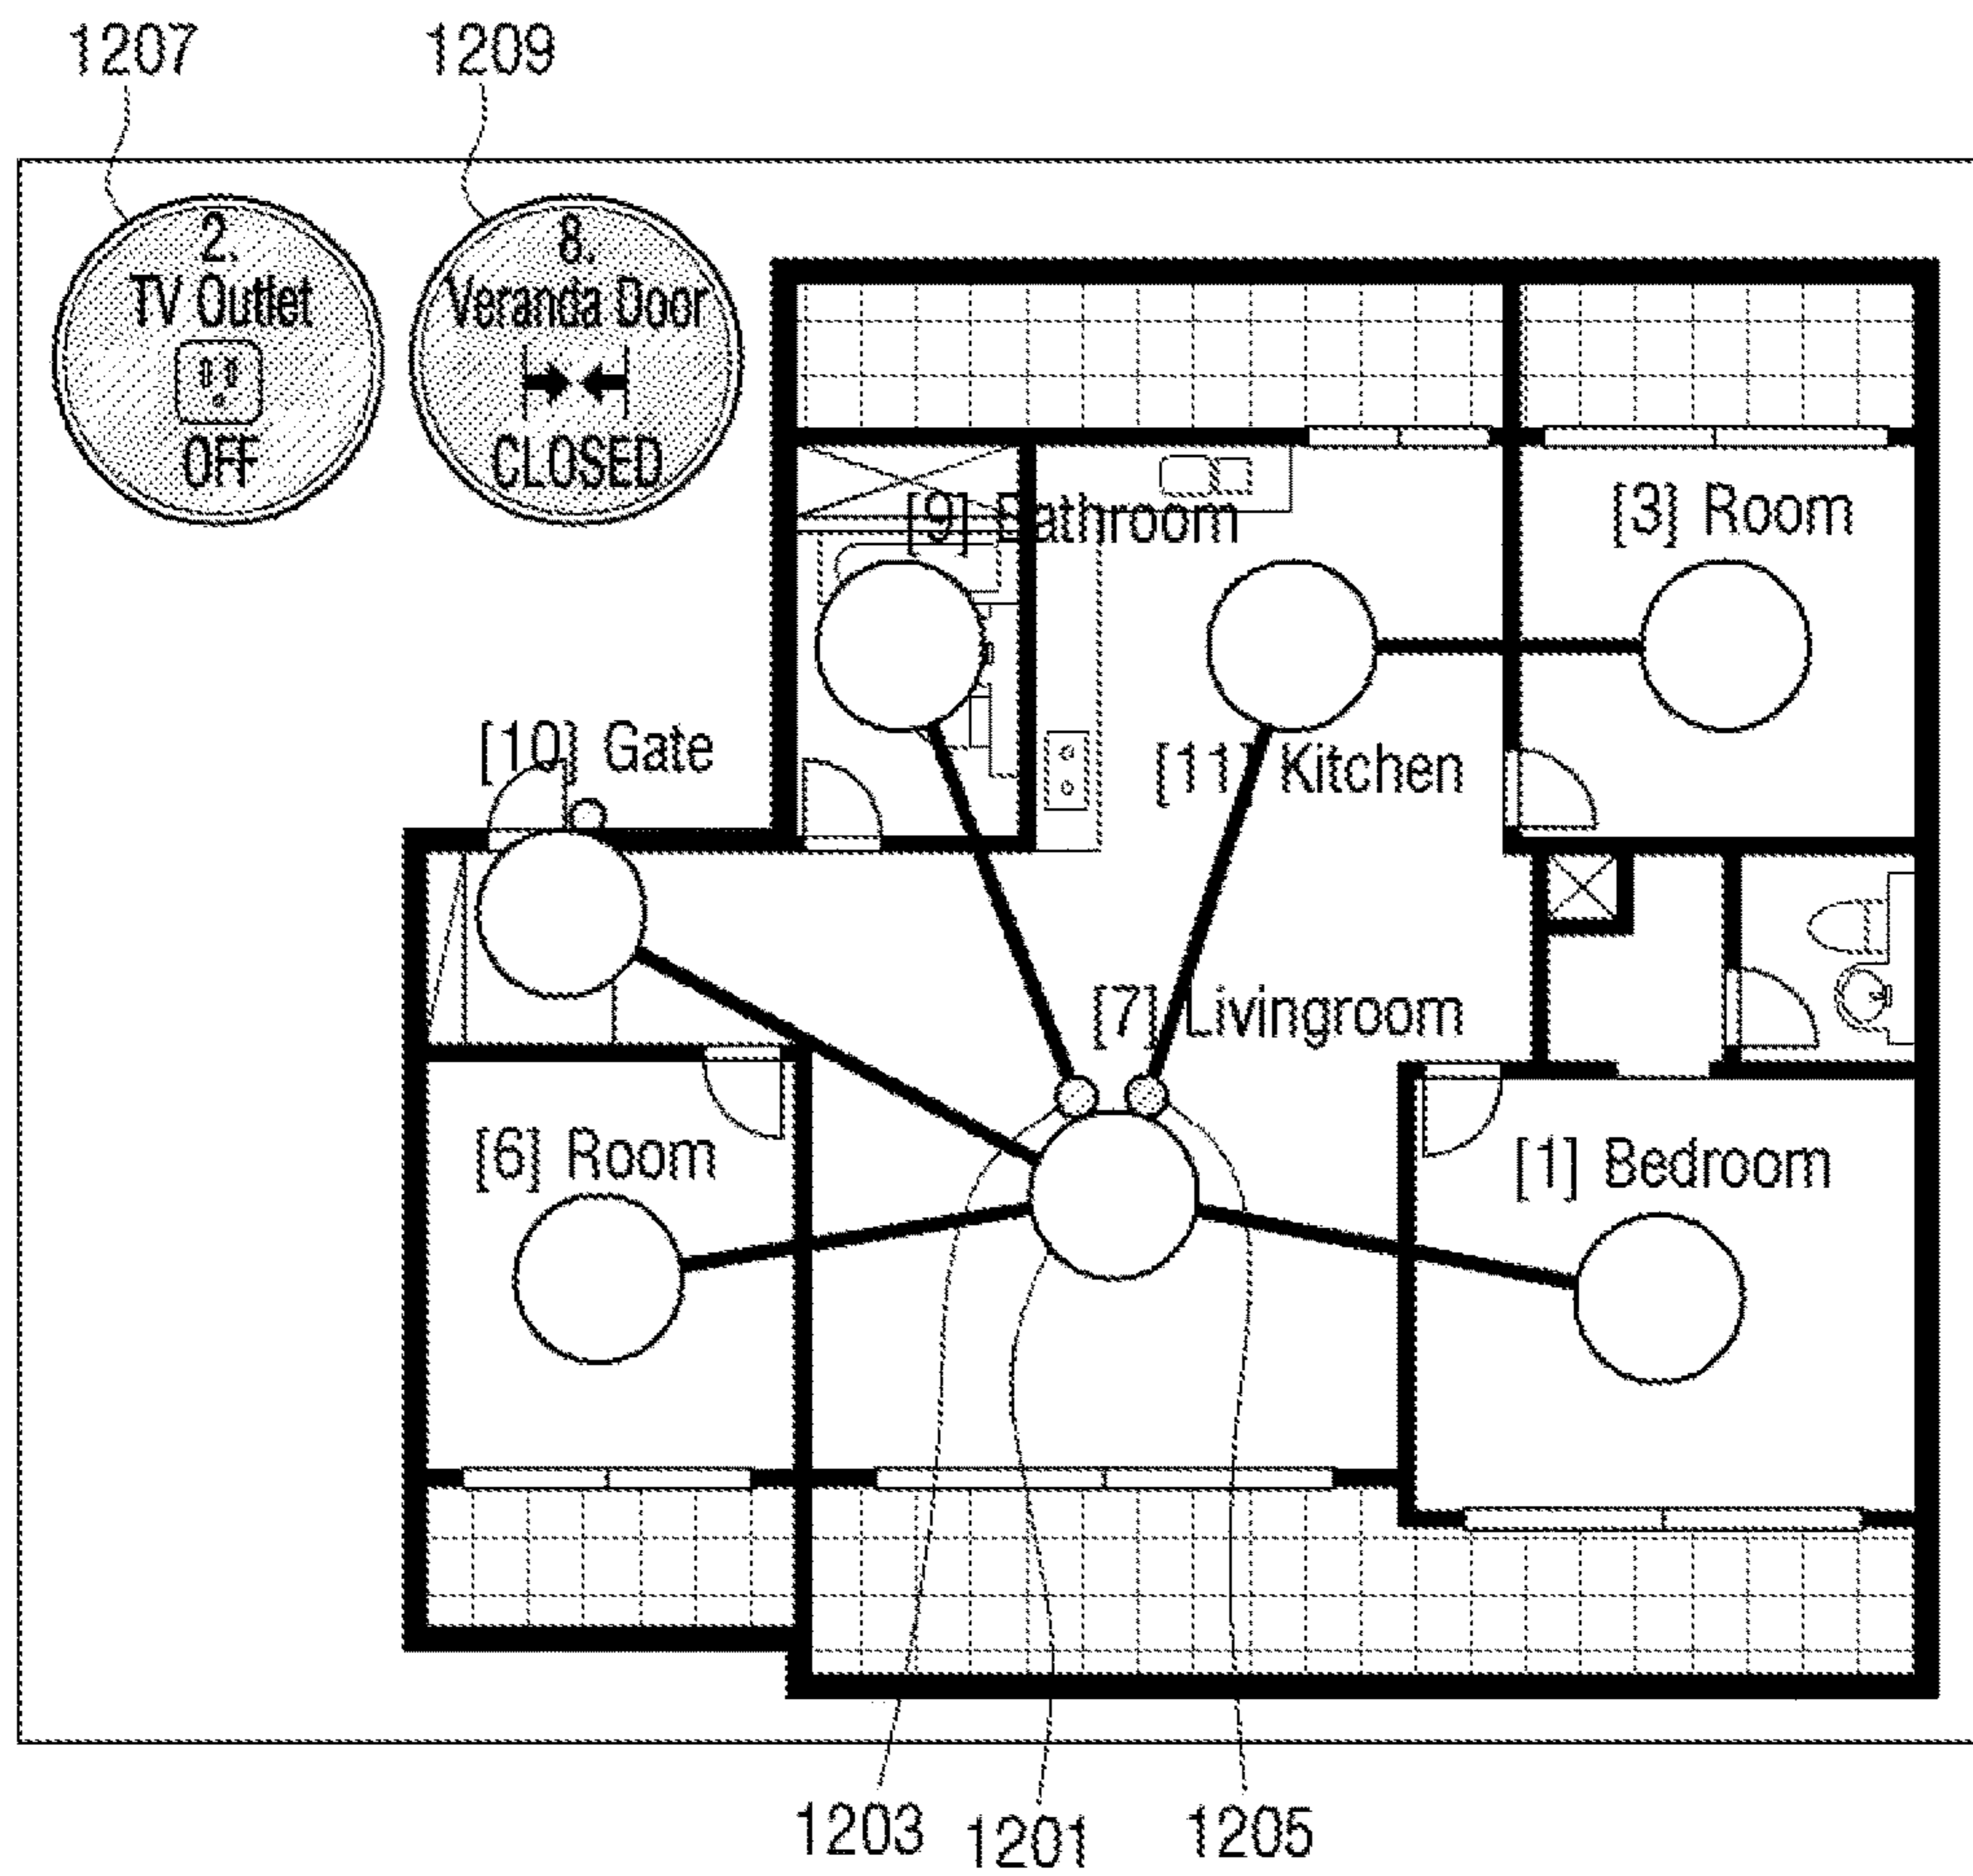 1207
1209
2.
TV Outlet
OFF
8.
Veranda Door
CLOSED
[9] Bathroom
[3] Room
[10] Gate
[11] Kitchen
[7] Livingroom
[6] Room
[1] Bedroom
1203
1201
1205